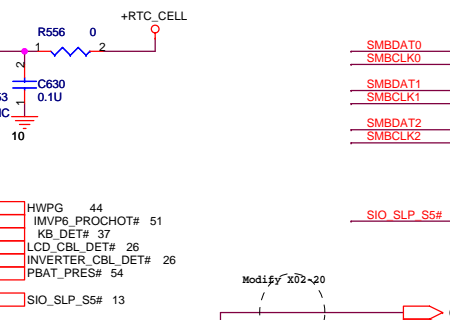 +RTC_CELL
R556 0
1 2
SMBDAT0
SMBCLK0
2
C630
0.1U
1
10
SMBDAT1
SMBCLK1
SMBDAT2
SMBCLK2
HWPG 44
IMVP6_PROCHOT# 51
KB_DET# 37
LCD_CBL_DET# 26
INVERTER_CBL_DET# 26
PBAT_PRES# 54
SIO_SLP_S5# 13
SIO_SLP_S5#
Modify X02-20